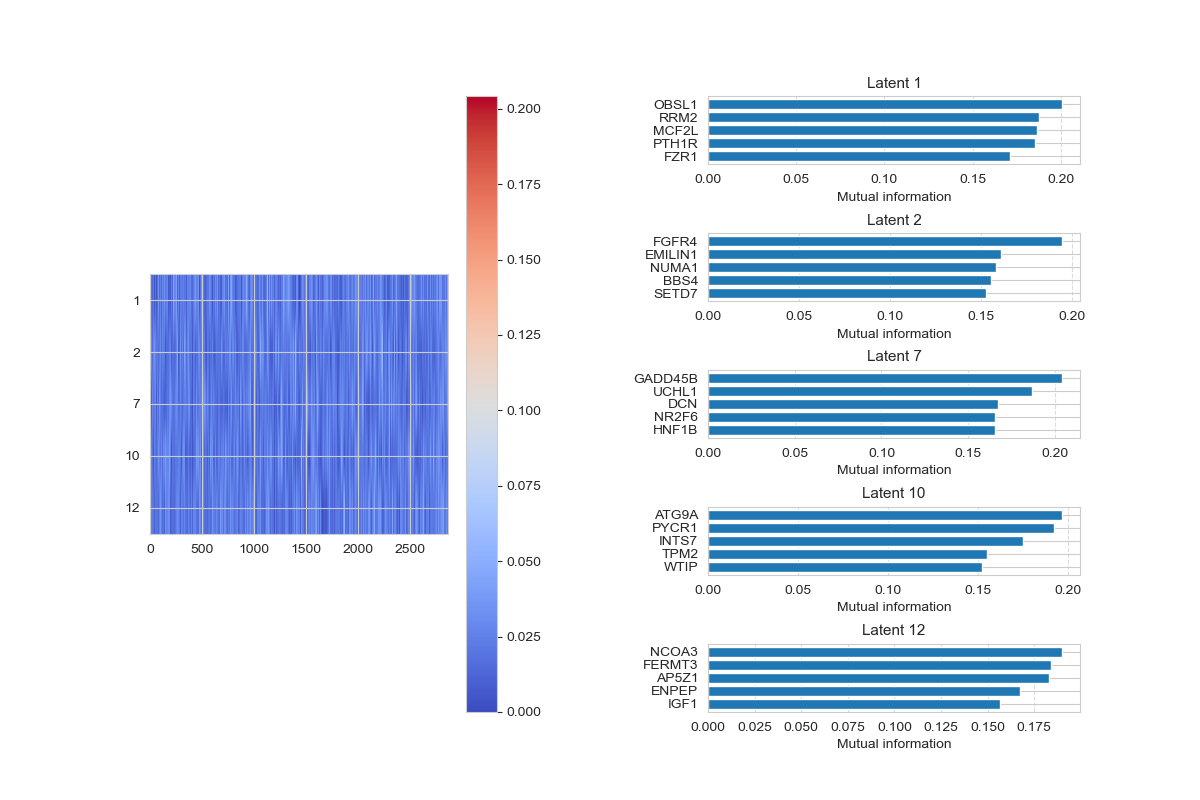 1
2
7
10
12
0 500 1000 1500 2000 2500
0.200
0.175
0.150
0.125
0.100
0.075
0.050
0.025
0.000
Latent 1
OBSL1
RRM2
MCF2L
PTH1R
FZR1
0.00 0.05 0.10 0.15 0.20
Mutual information
Latent 2
FGFR4
EMILIN1
NUMA1
BBS4
SETD7
0.00 0.05 0.10 0.15 0.20
Mutual information
Latent 7
GADD45B
UCHL1
DCN
NR2F6
HNF1B
0.00 0.05 0.10 0.15 0.20
Mutual information
Latent 10
ATG9A
PYCR1
INTS7
TPM2
WTIP
0.00 0.05 0.10 0.15 0.20
Mutual information
Latent 12
NCOA3
FERMT3
AP5Z1
ENPEP
IGF1
0.000 0.025 0.050 0.075 0.100 0.125 0.150 0.175
Mutual information